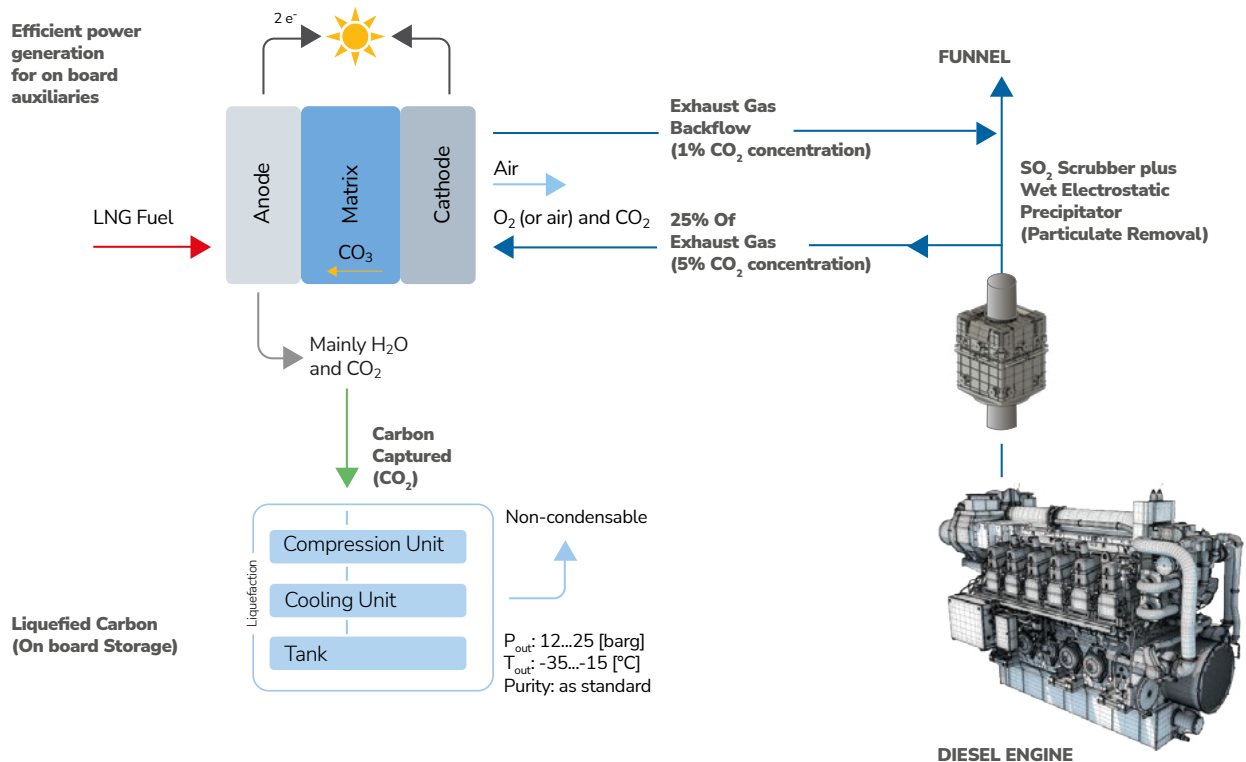 Efficient power
generation
for on board
auxiliaries
2 e⁻
FUNNEL
Anode
Matrix
Cathode
CO₃
LNG Fuel
Exhaust Gas
Backflow
(1% CO₂ concentration)
Air
O₂ (or air) and CO₂
25% Of
Exhaust Gas
(5% CO₂ concentration)
SO₂ Scrubber plus
Wet Electrostatic
Precipitator
(Particulate Removal)
Mainly H₂O
and CO₂
Carbon
Captured
(CO₂)
Liquefaction
Compression Unit
Cooling Unit
Tank
Non-condensable
Liquefied Carbon
(On board Storage)
P_out: 12...25 [barg]
T_out: -35...-15 [°C]
Purity: as standard
DIESEL ENGINE